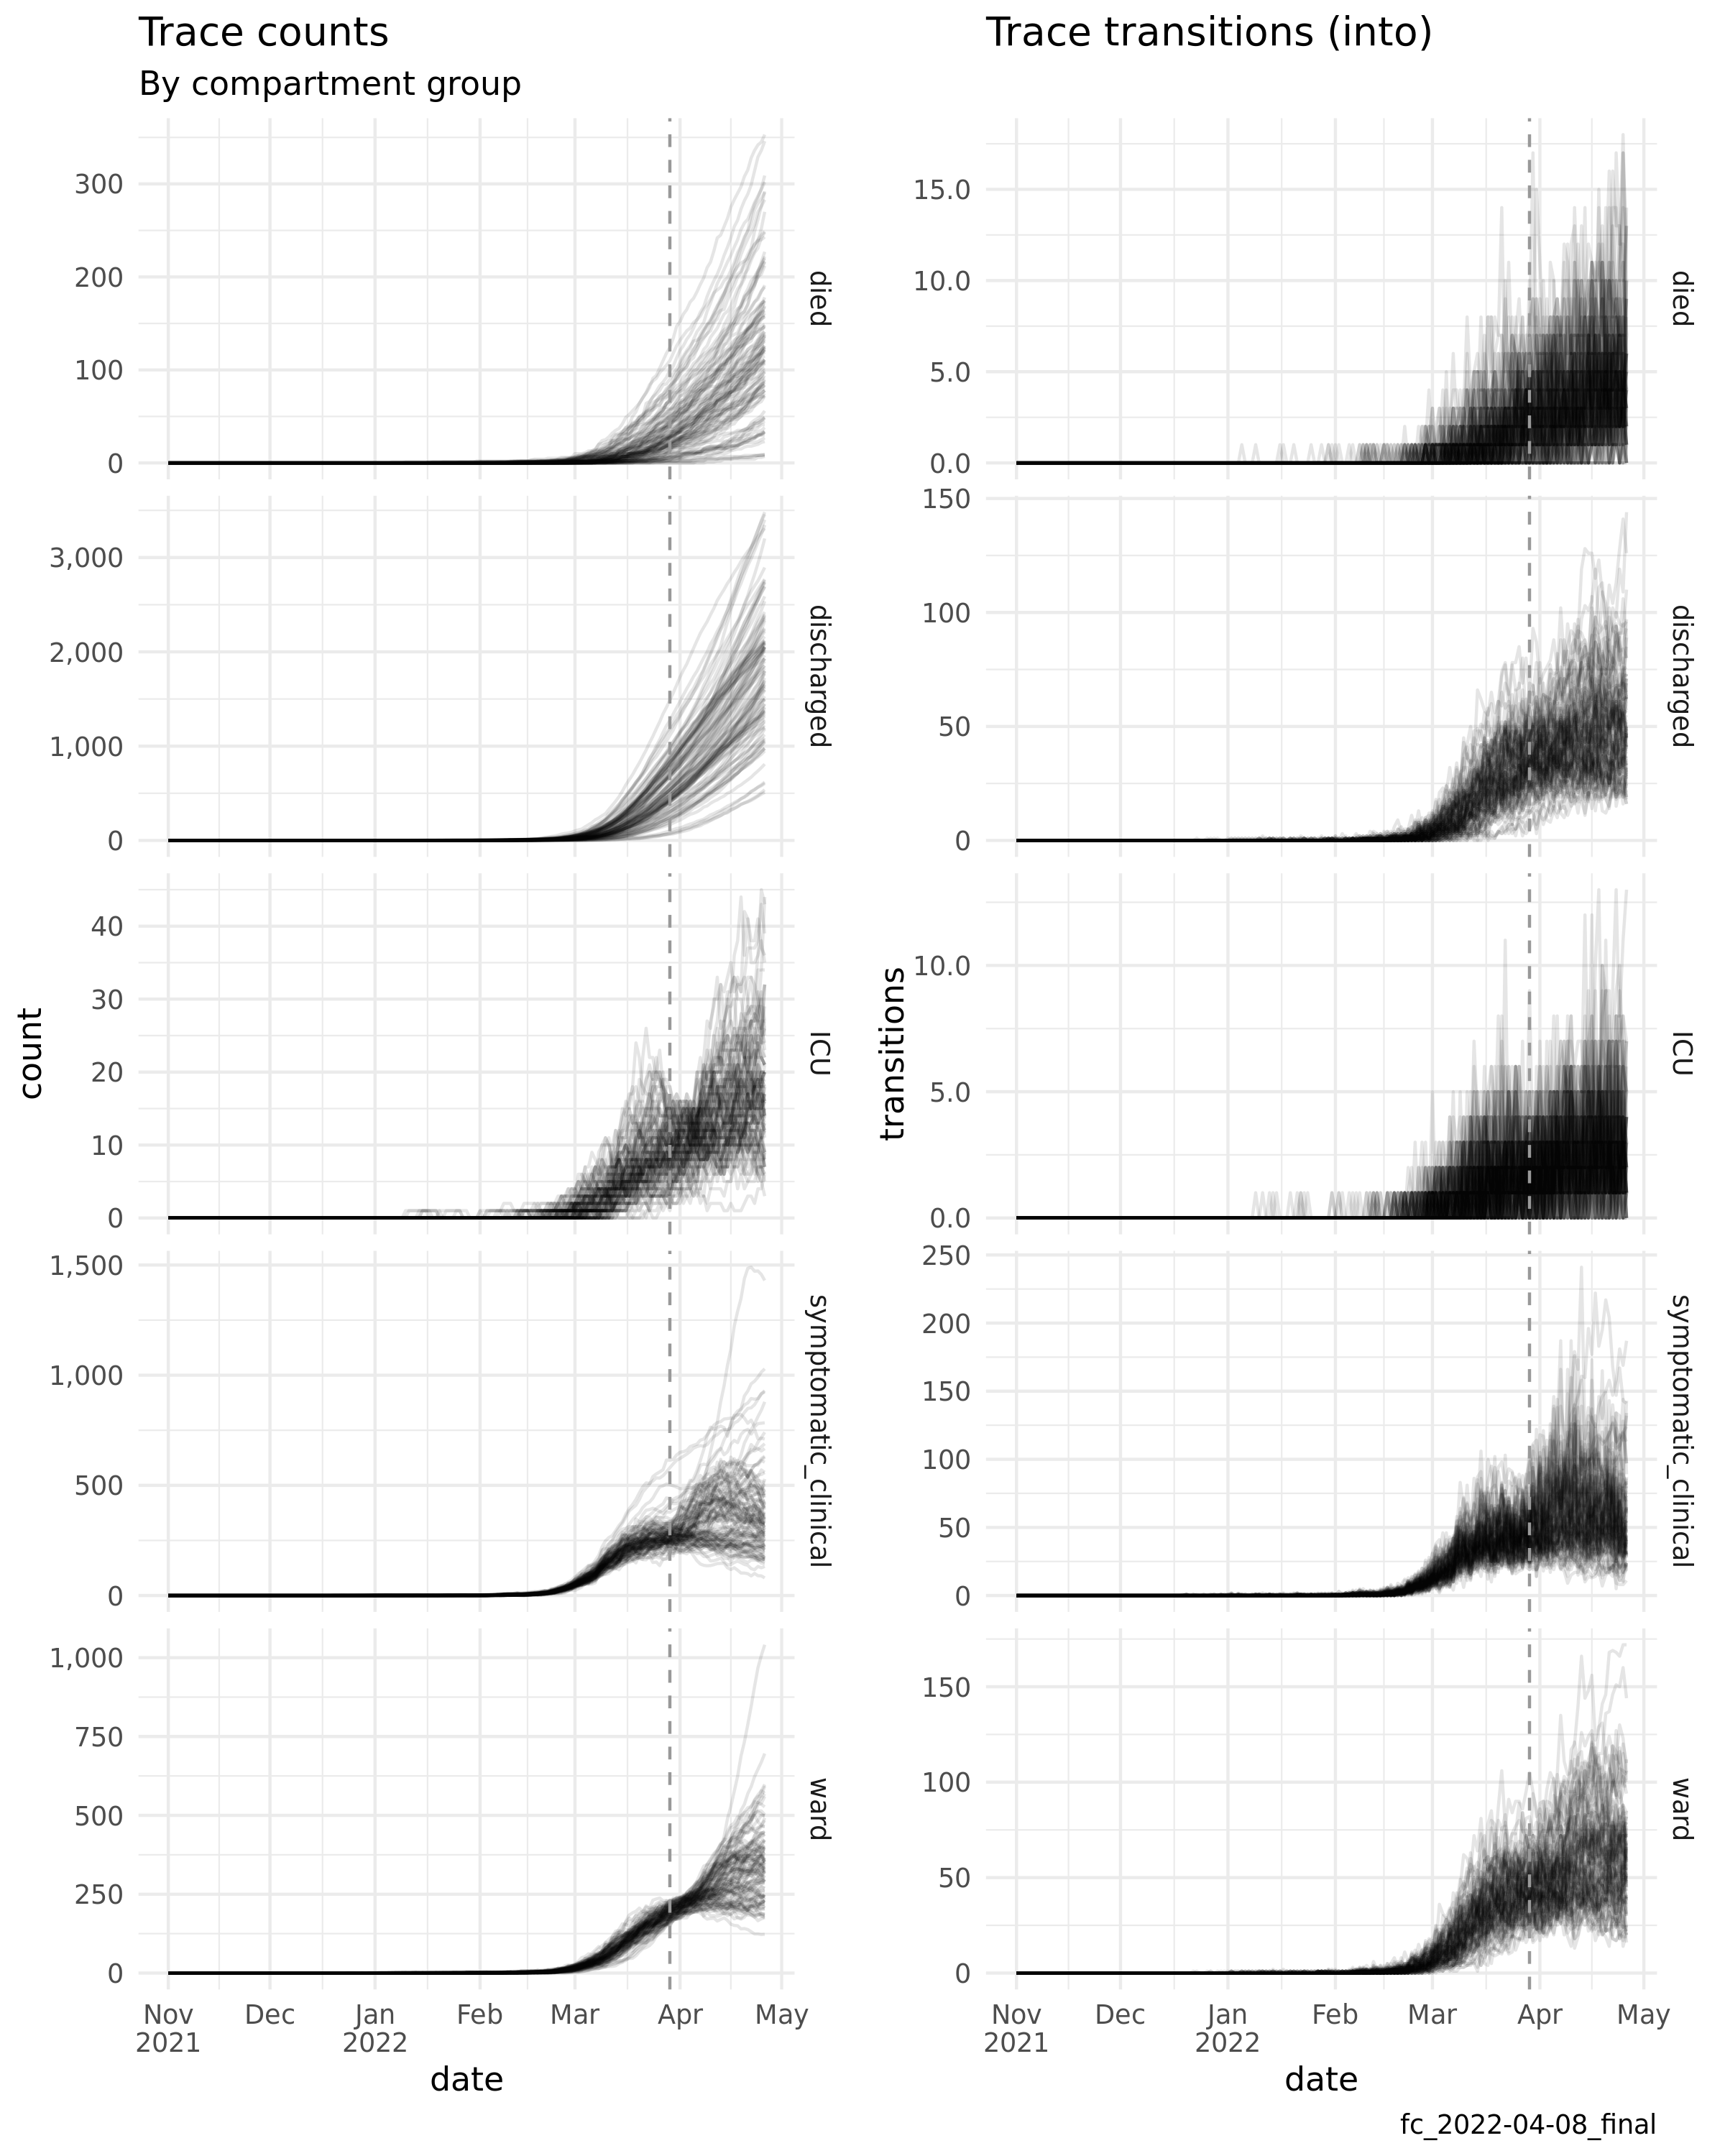 Trace counts
By compartment group
count
300
200
100
0
died
3,000
2,000
1,000
0
discharged
40
30
20
10
0
ICU
1,500
1,000
500
0
symptomatic_clinical
1,000
750
500
250
0
ward
Nov Dec Jan Feb Mar Apr May
2021 2022
date
Trace transitions (into)
transitions
15.0
10.0
5.0
0.0
died
150
100
50
0
discharged
10.0
5.0
0.0
ICU
250
200
150
100
50
0
symptomatic_clinical
150
100
50
0
ward
Nov Dec Jan Feb Mar Apr May
2021 2022
date
fc_2022-04-08_final